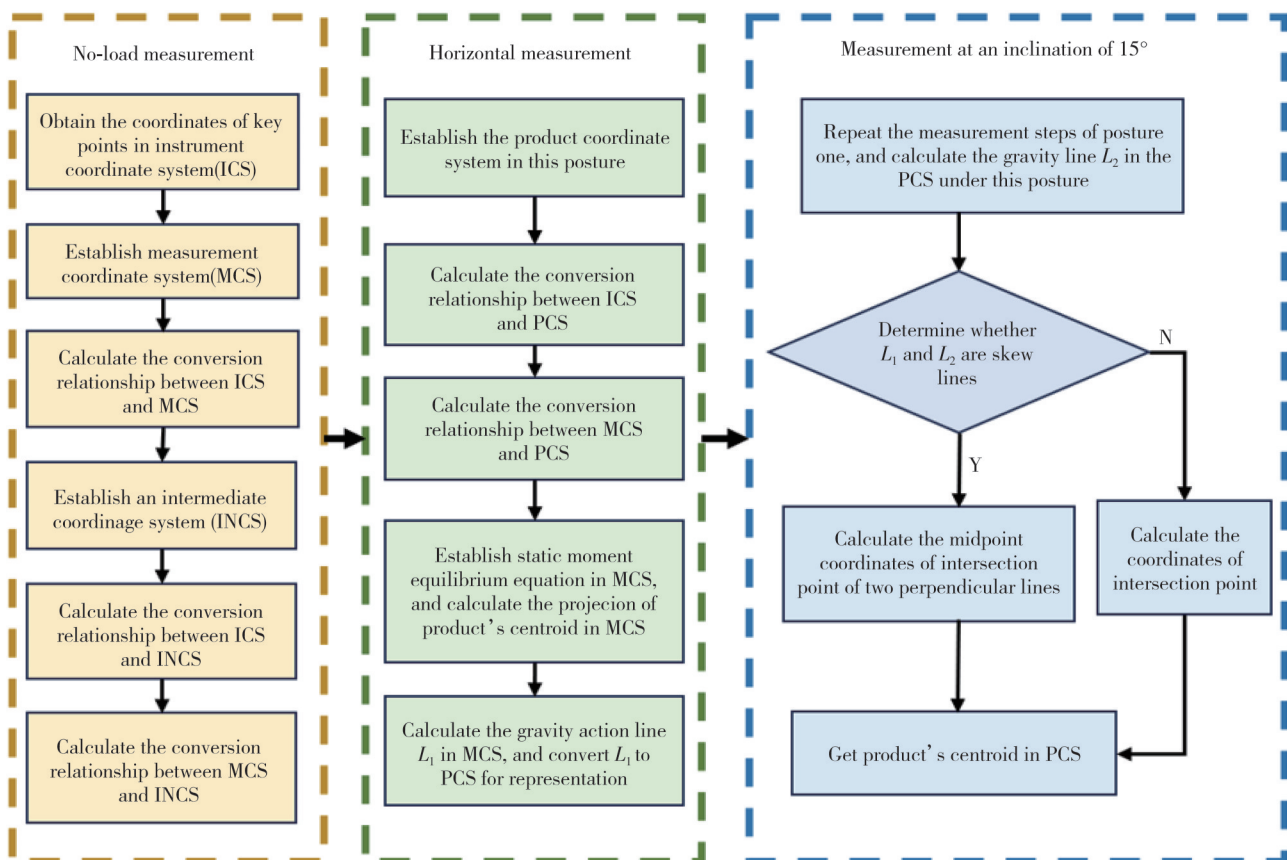 No-load measurement
Obtain the coordinates of key
points in instrument
coordinate system(ICS)
Establish measurement
coordinate system(MCS)
Calculate the conversion
relationship between ICS
and MCS
Establish an intermediate
coordinage system (INCS)
Calculate the conversion
relationship between ICS
and INCS
Calculate the conversion
relationship between MCS
and INCS
Horizontal measurement
Establish the product coordinate
system in this posture
Calculate the conversion
relationship between ICS
and PCS
Calculate the conversion
relationship between MCS
and PCS
Establish static moment
equilibrium equation in MCS,
and calculate the projecion of
product’s centroid in MCS
Calculate the gravity action line
L₁ in MCS, and convert L₁ to
PCS for representation
Measurement at an inclination of 15°
Repeat the measurement steps of posture
one, and calculate the gravity line L₂ in the
PCS under this posture
Determine whether
L₁ and L₂ are skew
lines
N
Y
Calculate the midpoint
coordinates of intersection
point of two perpendicular lines
Calculate the
coordinates of
intersection point
Get product’s centroid in PCS